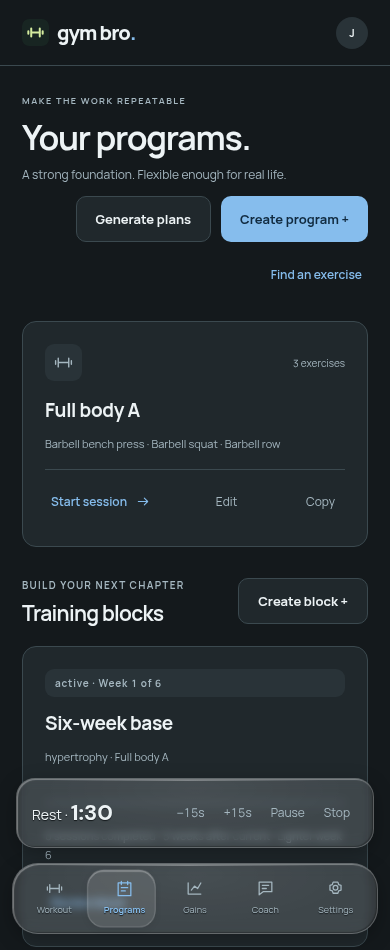 gym bro.
J
MAKE THE WORK REPEATABLE
Your programs.
A strong foundation. Flexible enough for real life.
Generate plans
Create program +
Find an exercise
3 exercises
Full body A
Barbell bench press · Barbell squat · Barbell row
Start session →
Edit
Copy
BUILD YOUR NEXT CHAPTER
Training blocks
Create block +
active · Week 1 of 6
Six-week base
hypertrophy · Full body A
Rest · 1:30
−15s
+15s
Pause
Stop
6
Workout
Programs
Gains
Coach
Settings